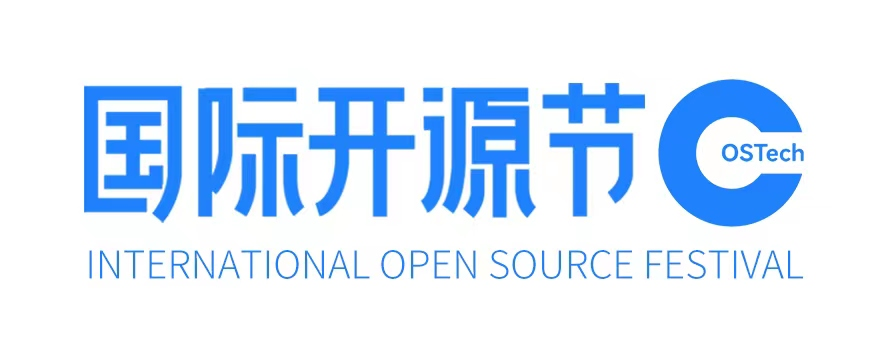 国际开源节 OSTech
INTERNATIONAL OPEN SOURCE FESTIVAL